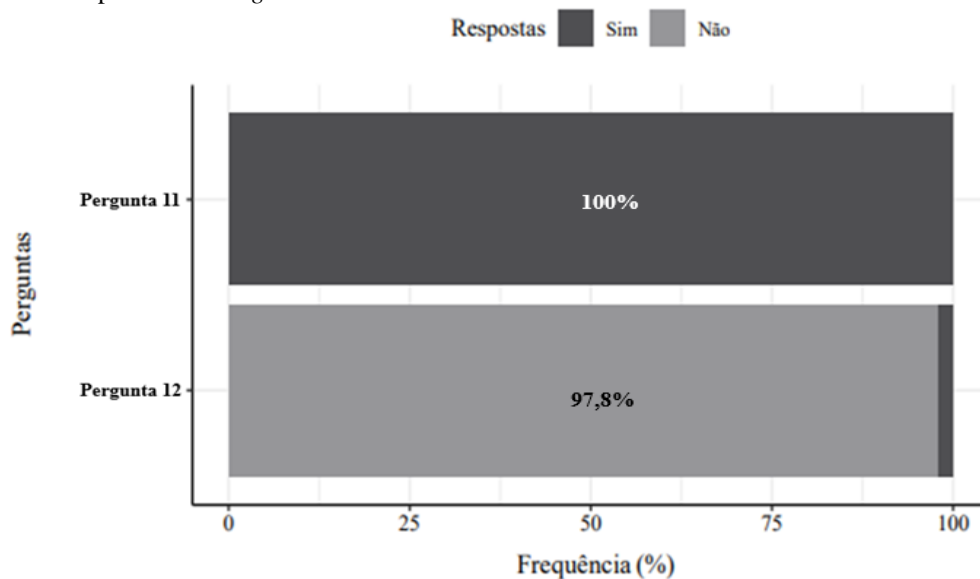 Respostas Sim Não
Pergunta 11
100%
Perguntas
Pergunta 12
97,8%
0 25 50 75 100
Frequência (%)